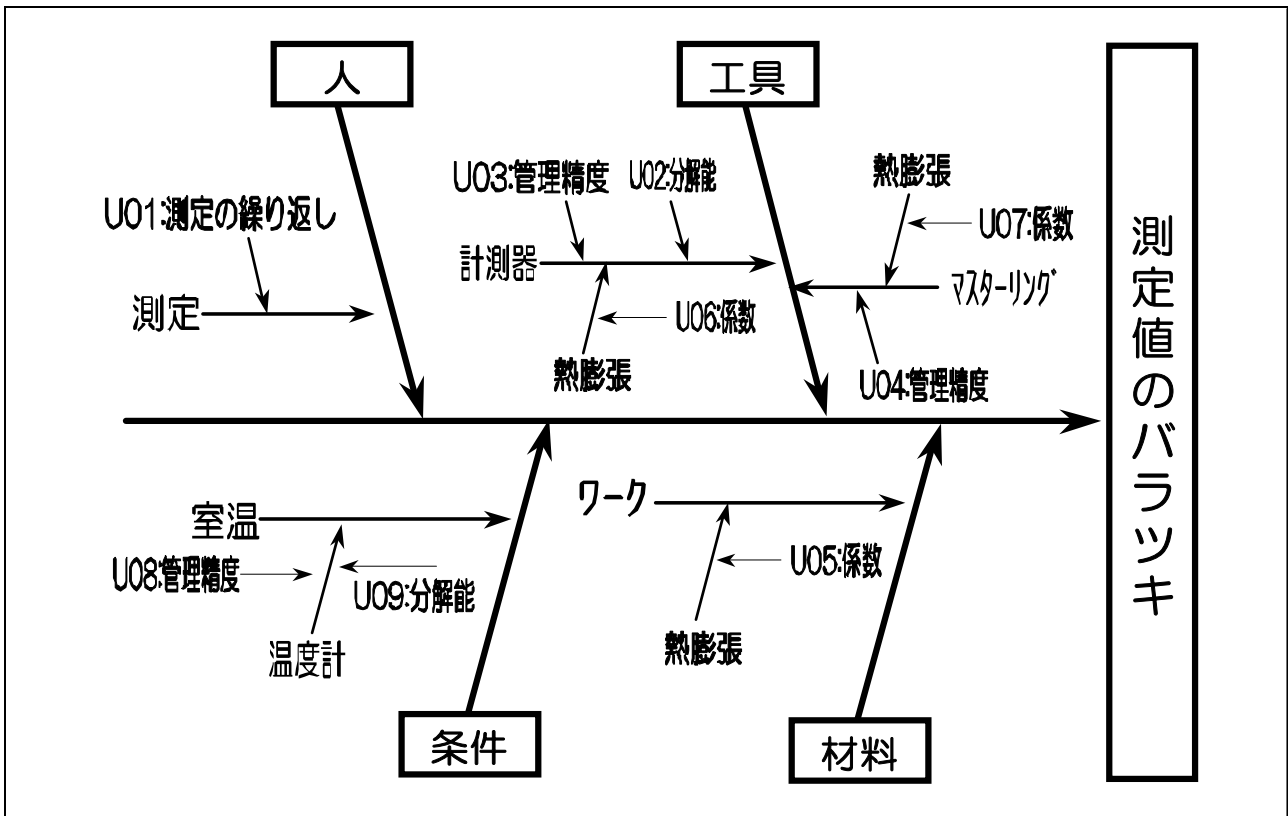 人
工具
U03:管理精度
U02:分解能
熱膨張
U01:測定の繰り返し
U07:係数
計測器
マスターリング
測定
U06:係数
熱膨張
U04:管理精度
測定値のバラツキ
室温
ワーク
U08:管理精度
U09:分解能
U05:係数
温度計
熱膨張
条件
材料